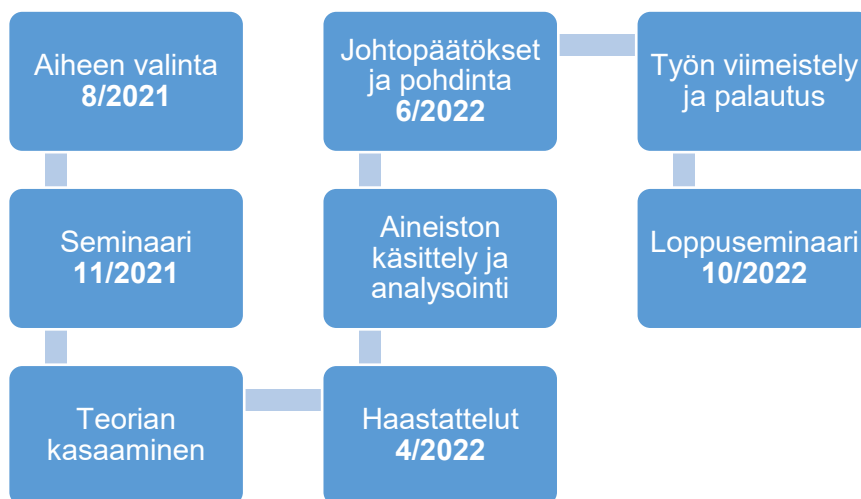 Aiheen valinta
8/2021
Seminaari
11/2021
Teorian
kasaaminen
Haastattelut
4/2022
Aineiston
käsittely ja
analysointi
Johtopäätökset
ja pohdinta
6/2022
Työn viimeistely
ja palautus
Loppuseminaari
10/2022